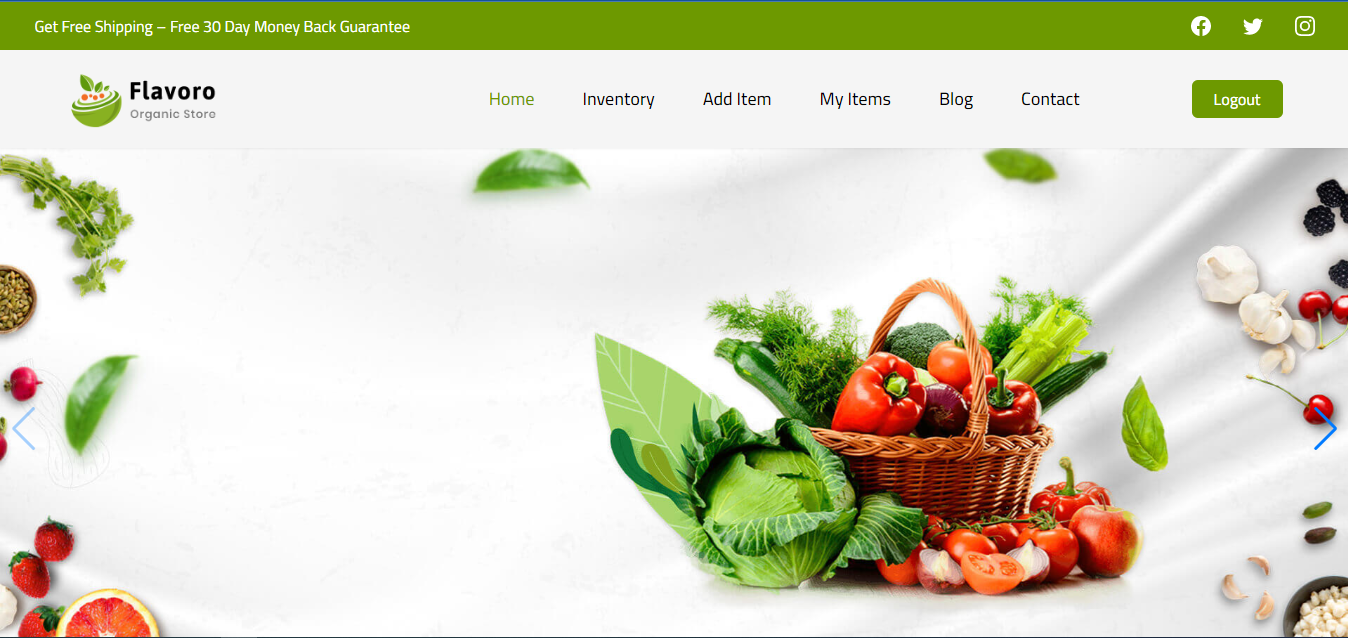 Get Free Shipping – Free 30 Day Money Back Guarantee
Flavoro
Organic Store
Home Inventory Add Item My Items Blog Contact Logout